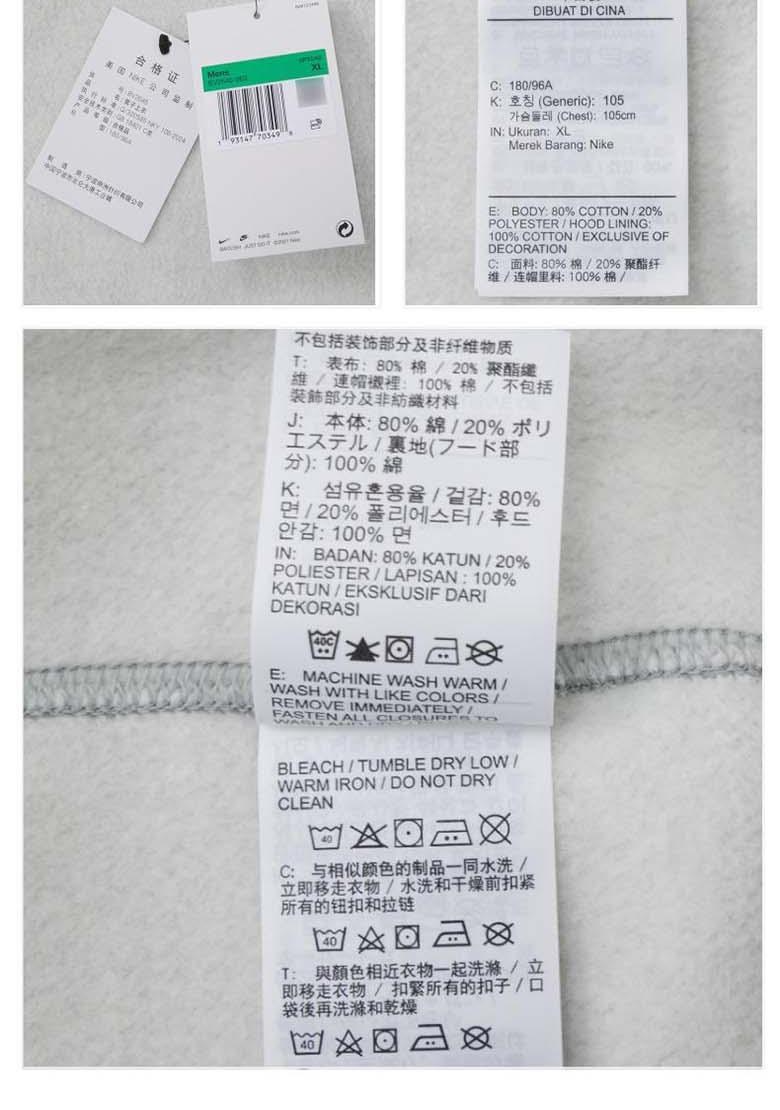 合格证
美国 NIKE 公司监制
Mens
XL
1 93147 70349 8
NIKE nike.com
DIBUAT DI CINA
C: 180/96A
K: 호칭 (Generic): 105
가슴둘레 (Chest): 105cm
IN: Ukuran: XL
Merek Barang: Nike
E: BODY: 80% COTTON / 20%
POLYESTER / HOOD LINING:
100% COTTON / EXCLUSIVE OF
DECORATION
C: 面料: 80% 棉 / 20% 聚酯纤
维 / 连帽里料: 100% 棉 /
不包括装饰部分及非纤维物质
T: 表布: 80% 棉 / 20% 聚酯纖
維 / 連帽襯裡: 100% 棉 / 不包括
裝飾部分及非紡織材料
J: 本体: 80% 綿 / 20% ポリ
エステル / 裏地(フード部
分): 100% 綿
K: 섬유혼용율 / 겉감: 80%
면 / 20% 폴리에스터 / 후드
안감: 100% 면
IN: BADAN: 80% KATUN / 20%
POLIESTER / LAPISAN : 100%
KATUN / EKSKLUSIF DARI
DEKORASI
40C
E: MACHINE WASH WARM /
WASH WITH LIKE COLORS /
REMOVE IMMEDIATELY /
FASTEN ALL CLOSURES TO
BLEACH / TUMBLE DRY LOW /
WARM IRON / DO NOT DRY
CLEAN
40
C: 与相似颜色的制品一同水洗 /
立即移走衣物 / 水洗和干燥前扣紧
所有的钮扣和拉链
40
T: 與顏色相近衣物一起洗滌 / 立
即移走衣物 / 扣緊所有的扣子 / 口
袋後再洗滌和乾燥
40